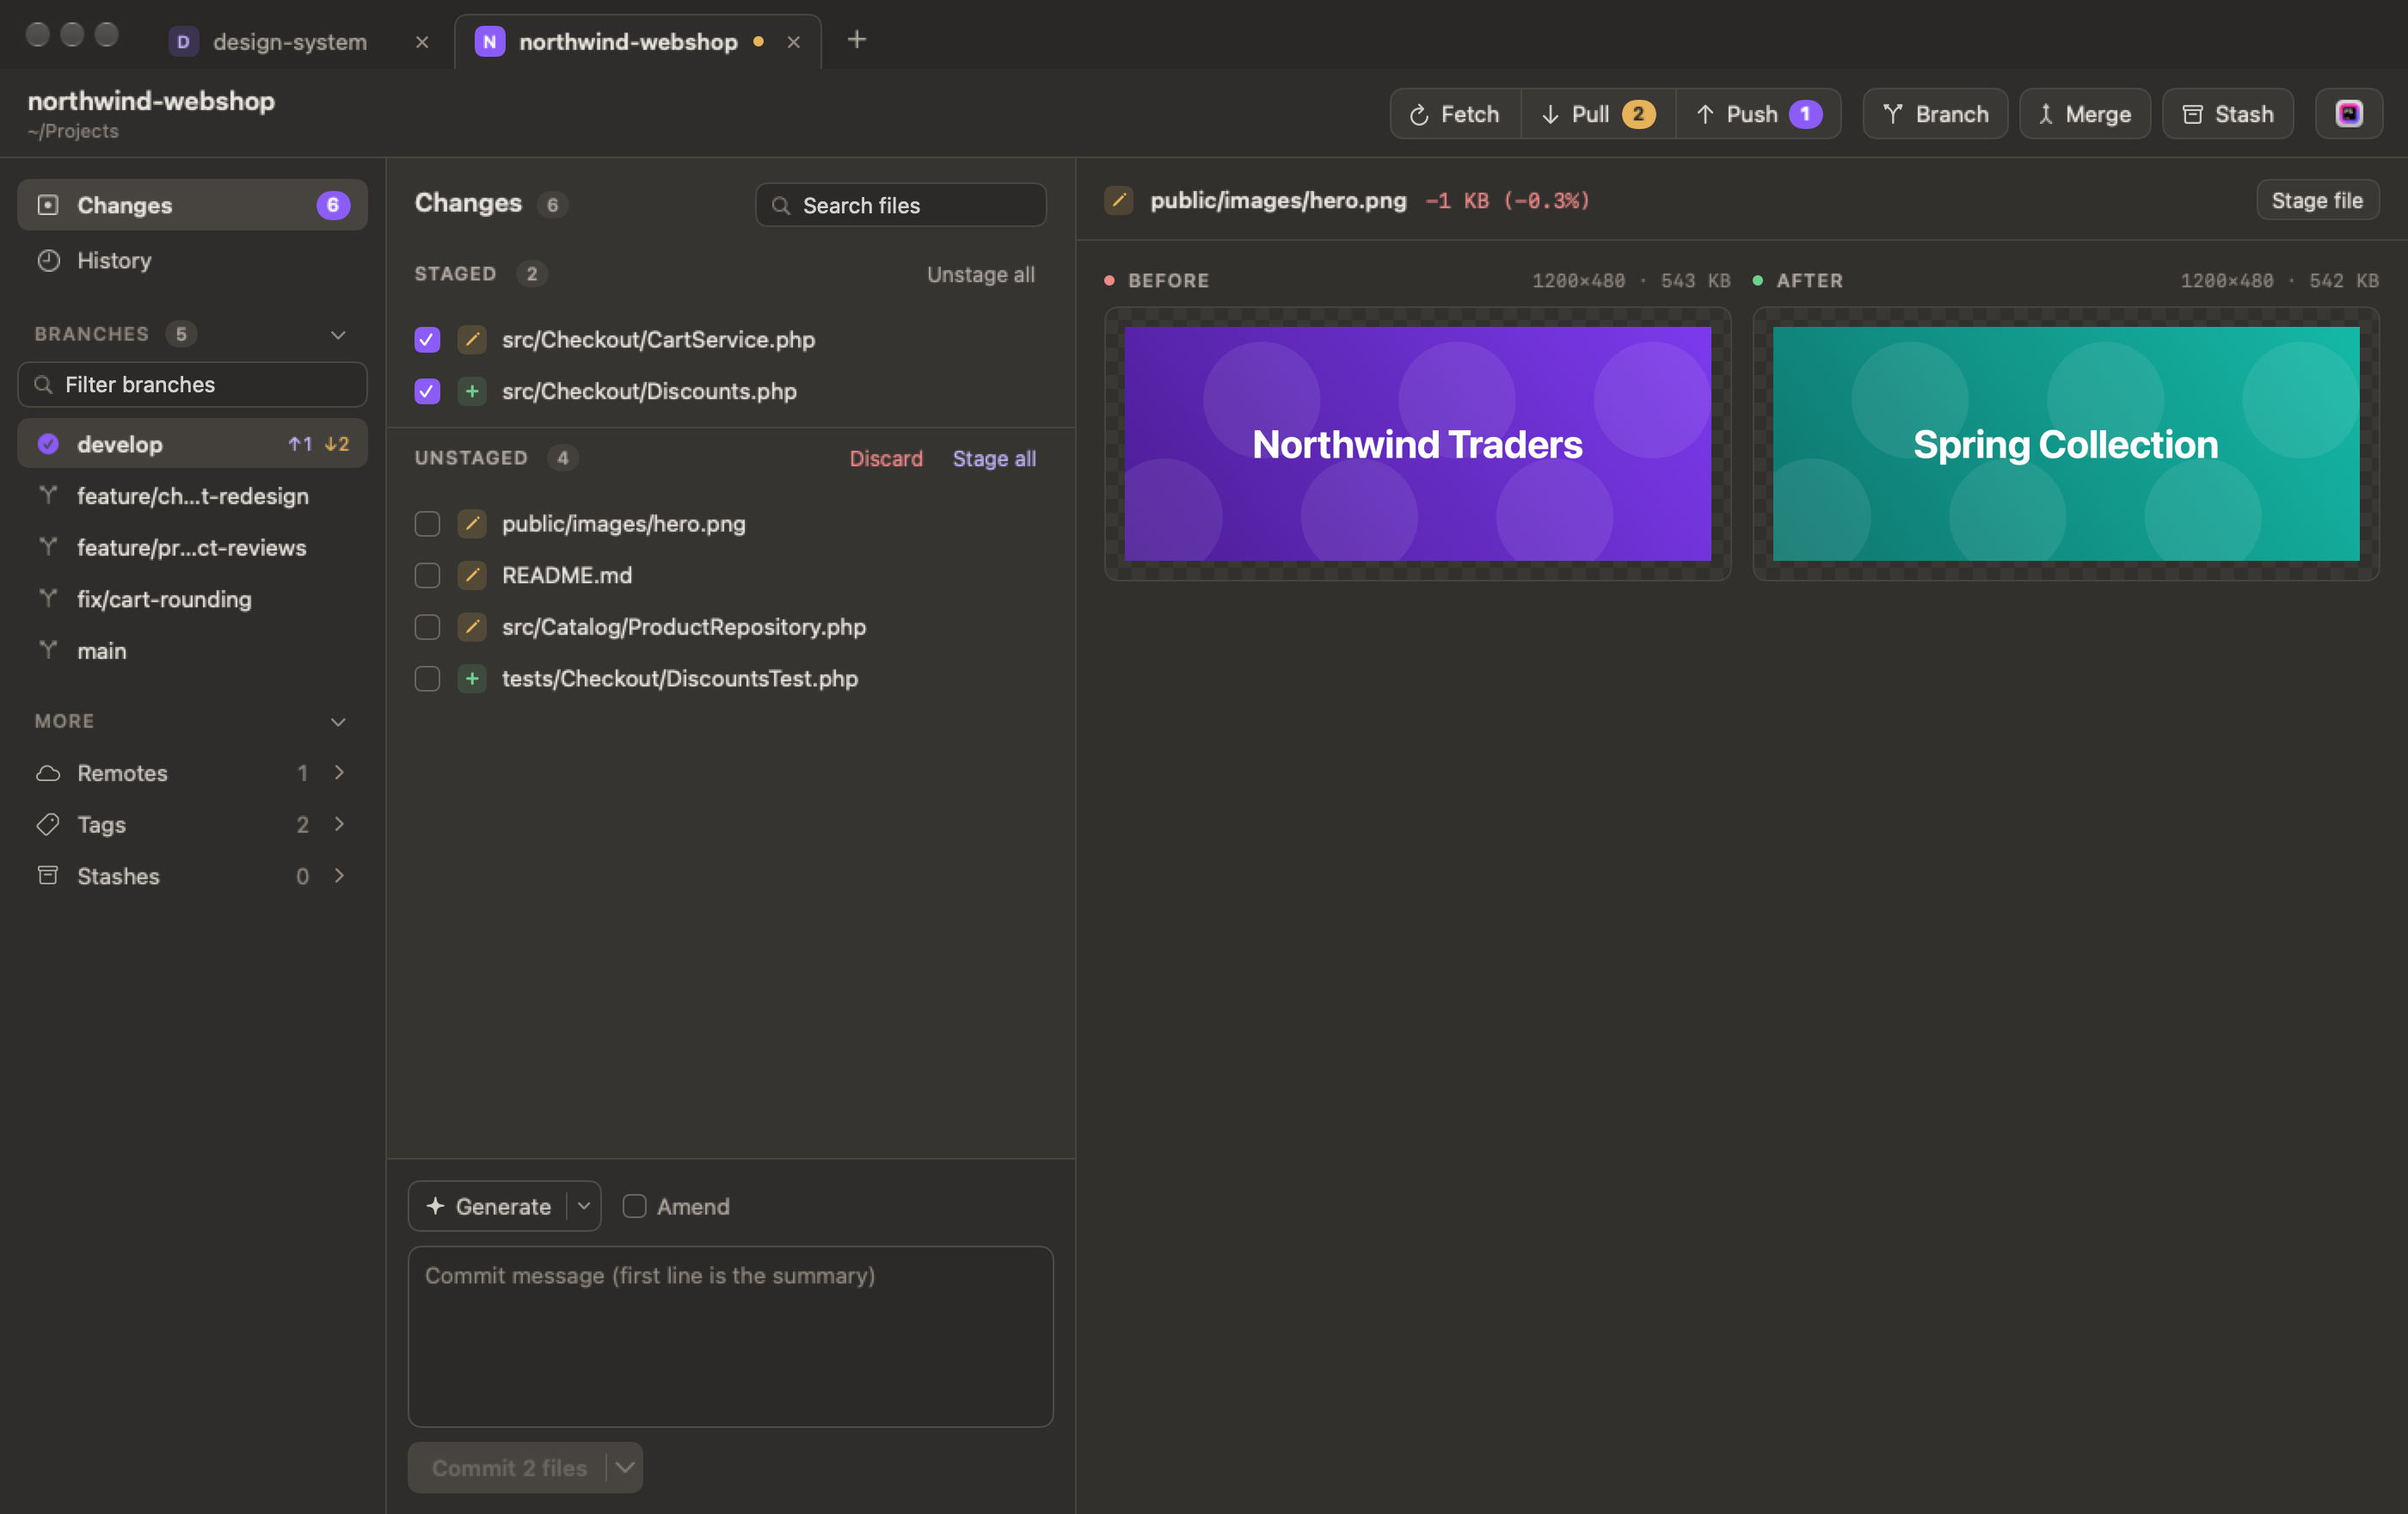 D design-system
N northwind-webshop
northwind-webshop
~/Projects
Fetch
Pull 2
Push 1
Branch
Merge
Stash
Changes 6
History
BRANCHES 5
Filter branches
develop ↑1 ↓2
feature/ch...t-redesign
feature/pr...ct-reviews
fix/cart-rounding
main
MORE
Remotes 1
Tags 2
Stashes 0
Changes 6
Search files
STAGED 2
Unstage all
src/Checkout/CartService.php
src/Checkout/Discounts.php
UNSTAGED 4
Discard
Stage all
public/images/hero.png
README.md
src/Catalog/ProductRepository.php
tests/Checkout/DiscountsTest.php
Generate
Amend
Commit message (first line is the summary)
Commit 2 files
public/images/hero.png −1 KB (−0.3%)
Stage file
BEFORE
1200×480 · 543 KB
Northwind Traders
AFTER
1200×480 · 542 KB
Spring Collection